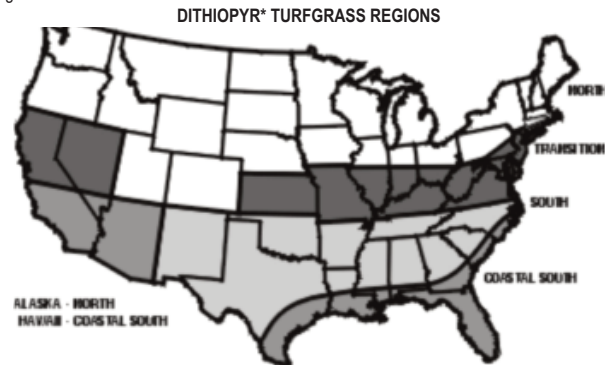 DITHIOPYR* TURFGRASS REGIONS
NORTH
TRANSITION
SOUTH
COASTAL SOUTH
ALASKA - NORTH
HAWAII - COASTAL SOUTH